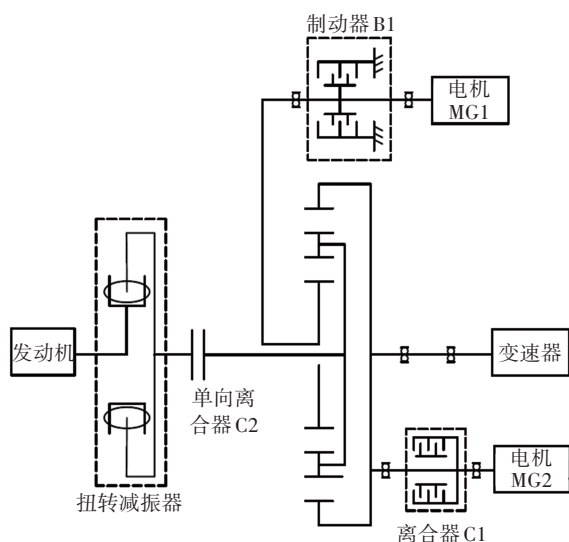 制动器B1
电机
MG1
发动机
单向离
合器C2
变速器
电机
MG2
扭转减振器
离合器C1